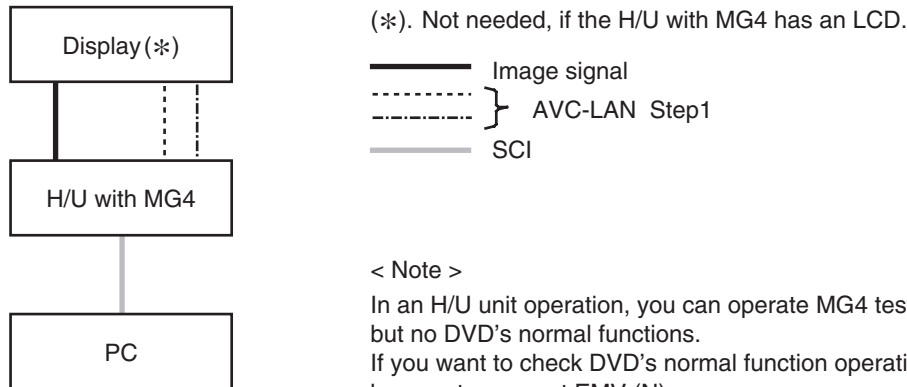 Display(*)
H/U with MG4
PC
(*). Not needed, if the H/U with MG4 has an LCD.
Image signal
AVC-LAN Step1
SCI
< Note >
In an H/U unit operation, you can operate MG4
but no DVD's normal functions.
If you want to check DVD's normal function